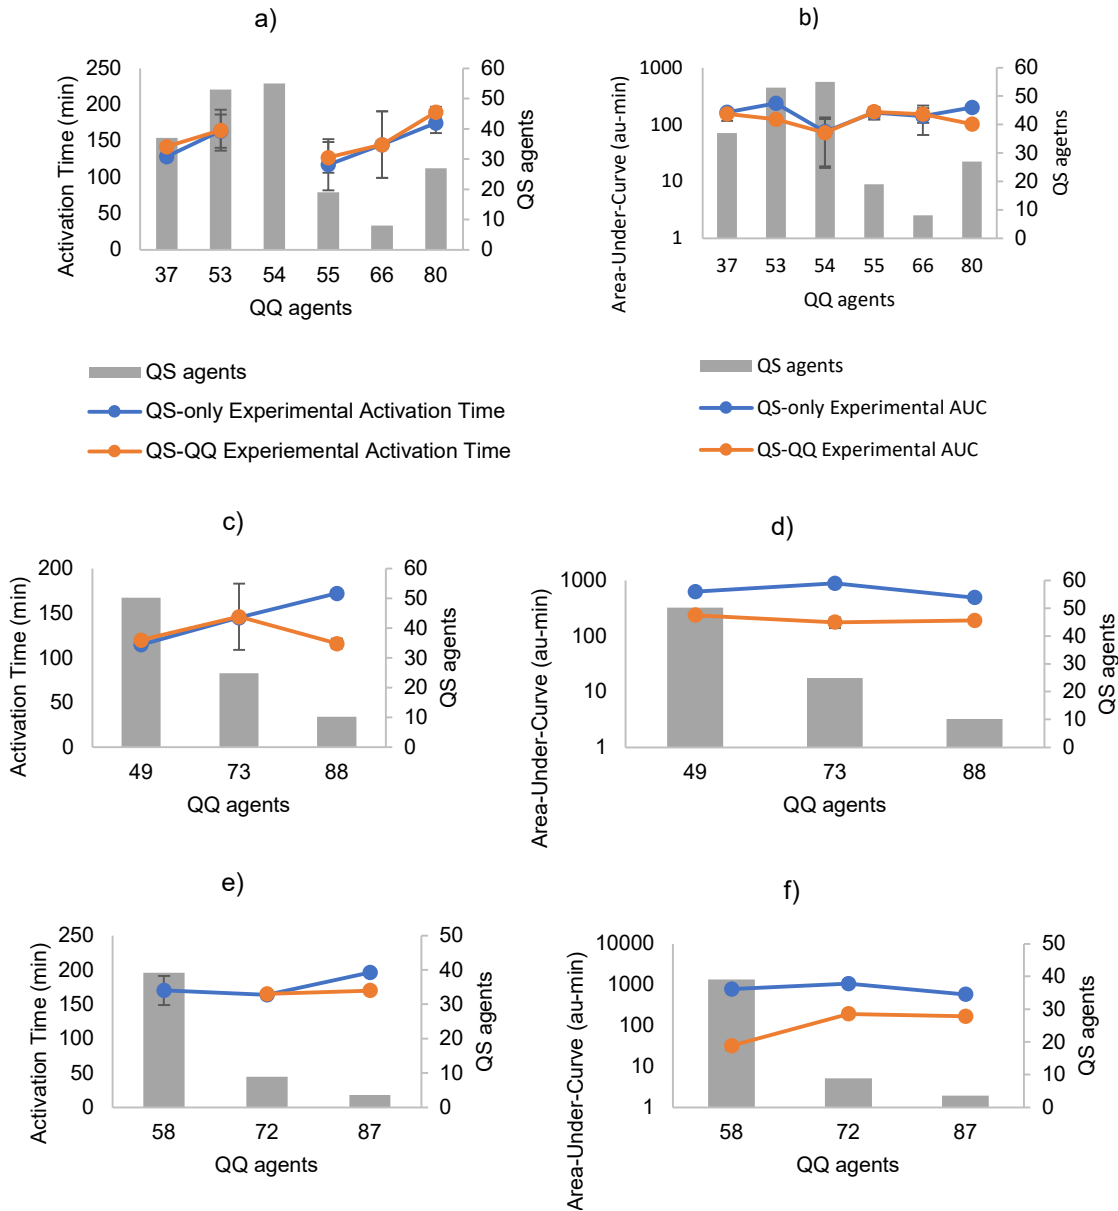 a)
Activation Time (min)
250
200
150
100
50
0
60
50
40
30
20
10
0
QS agents
37 53 54 55 66 80
QQ agents
b)
Area-Under-Curve (au-min)
1000
100
10
1
60
50
40
30
20
10
0
QS agetns
37 53 54 55 66 80
QQ agents
QS agents
QS-only Experimental Activation Time
QS-QQ Experiemental Activation Time
QS agents
QS-only Experimental AUC
QS-QQ Experimental AUC
c)
Activation Time (min)
200
150
100
50
0
60
50
40
30
20
10
0
QS agents
49 73 88
QQ agents
d)
Area-Under-Curve (au-min)
1000
100
10
1
60
50
40
30
20
10
0
QS agents
49 73 88
QQ agents
e)
Activation Time (min)
250
200
150
100
50
0
50
40
30
20
10
0
QS agents
58 72 87
QQ agents
f)
Area-Under-Curve (au-min)
10000
1000
100
10
1
50
40
30
20
10
0
QS agents
58 72 87
QQ agents